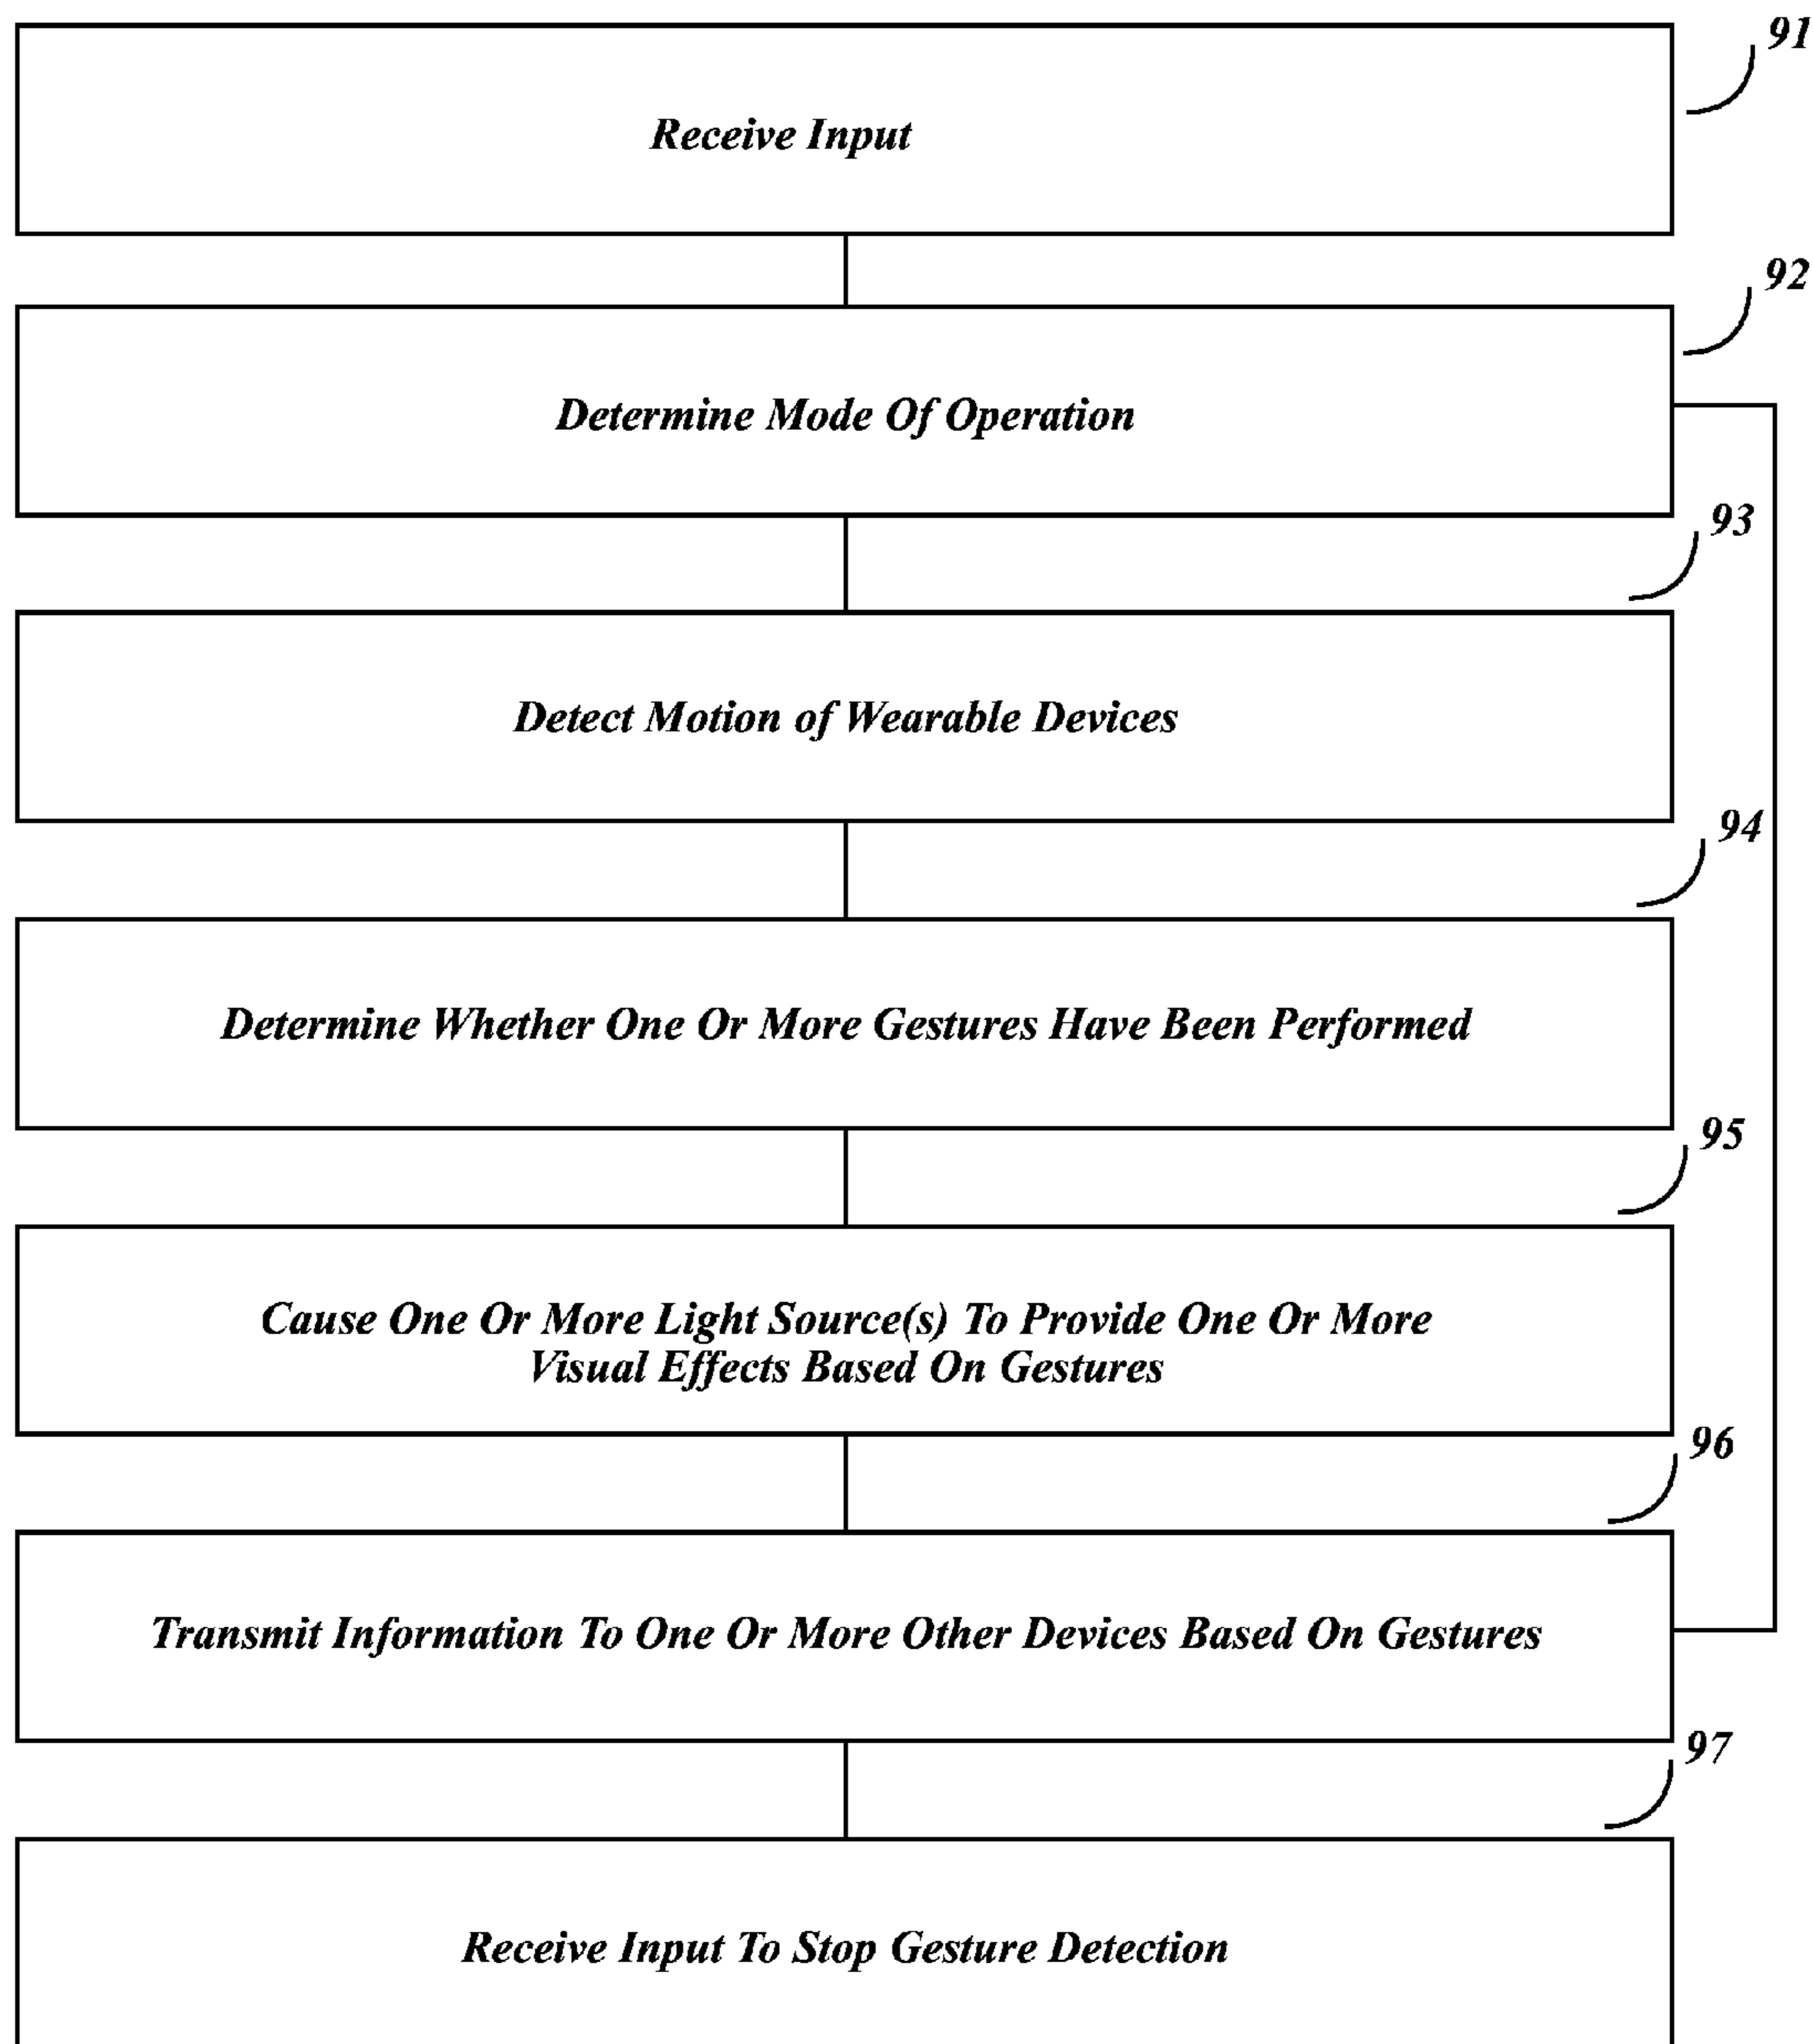 91
Receive Input
92
Determine Mode Of Operation
93
Detect Motion of Wearable Devices
94
Determine Whether One Or More Gestures Have Been Performed
95
Cause One Or More Light Source(s) To Provide One Or More
Visual Effects Based On Gestures
96
Transmit Information To One Or More Other Devices Based On Gestures
97
Receive Input To Stop Gesture Detection